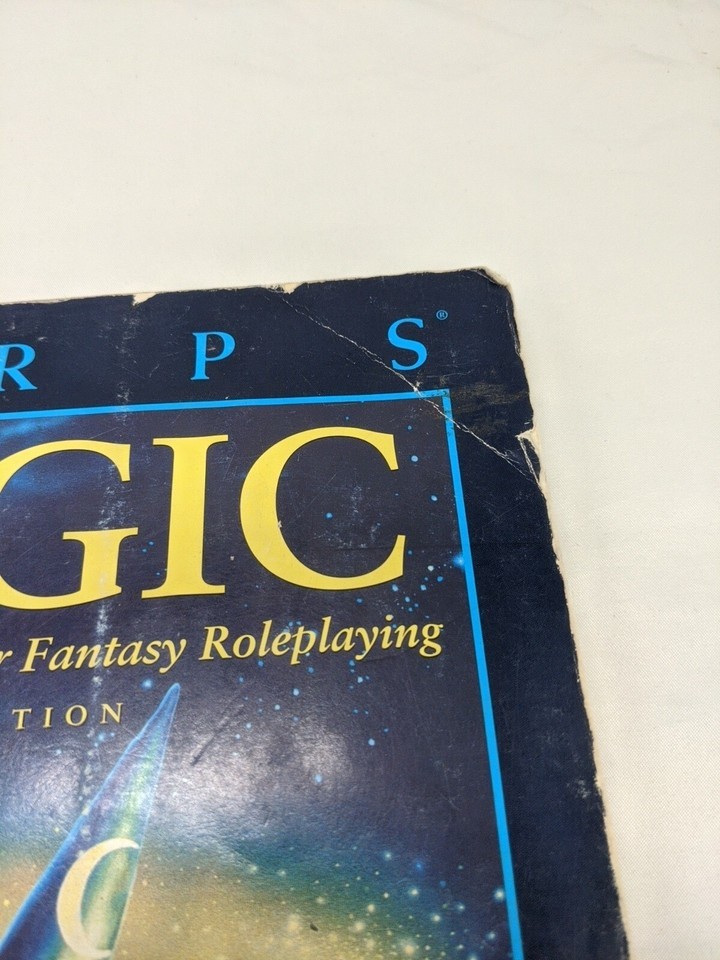 R P S®
GIC
r Fantasy Roleplaying
TION